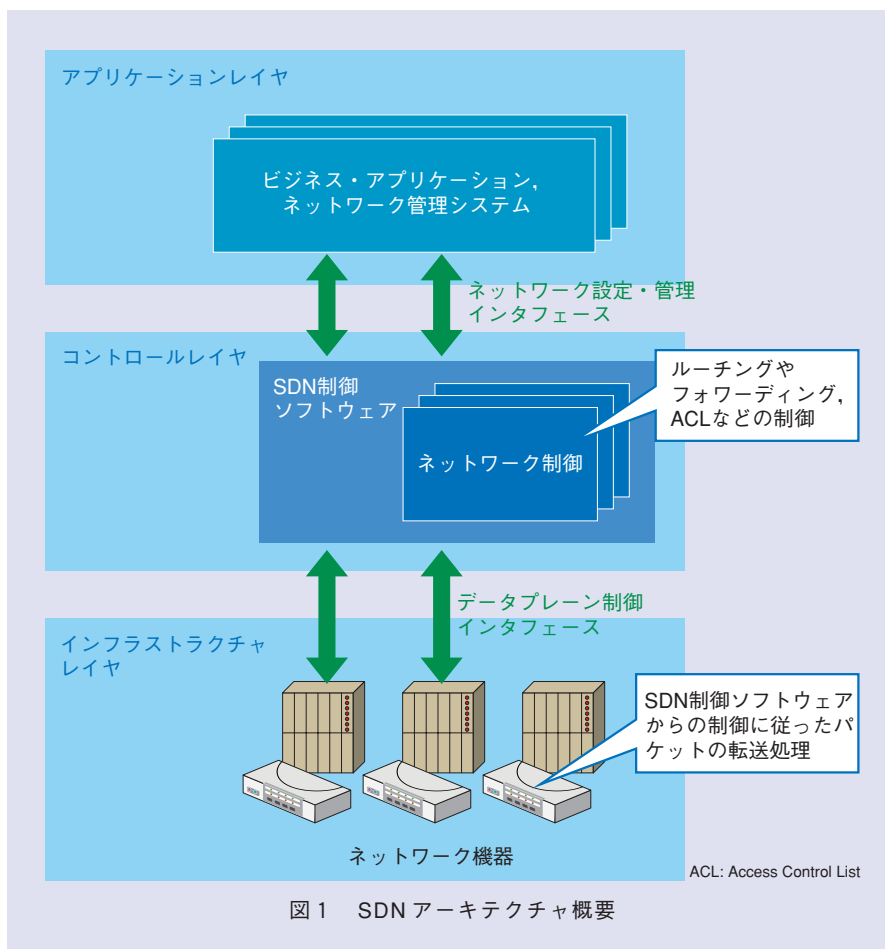 アプリケーションレイヤ
ビジネス・アプリケーション,
ネットワーク管理システム
ネットワーク設定・管理
インタフェース
コントロールレイヤ
SDN制御
ソフトウェア
ネットワーク制御
ルーチングや
フォワーディング,
ACLなどの制御
データプレーン制御
インタフェース
インフラストラクチャ
レイヤ
SDN制御ソフトウェア
からの制御に従ったパ
ケットの転送処理
ネットワーク機器
ACL: Access Control List
図1 SDNアーキテクチャ概要